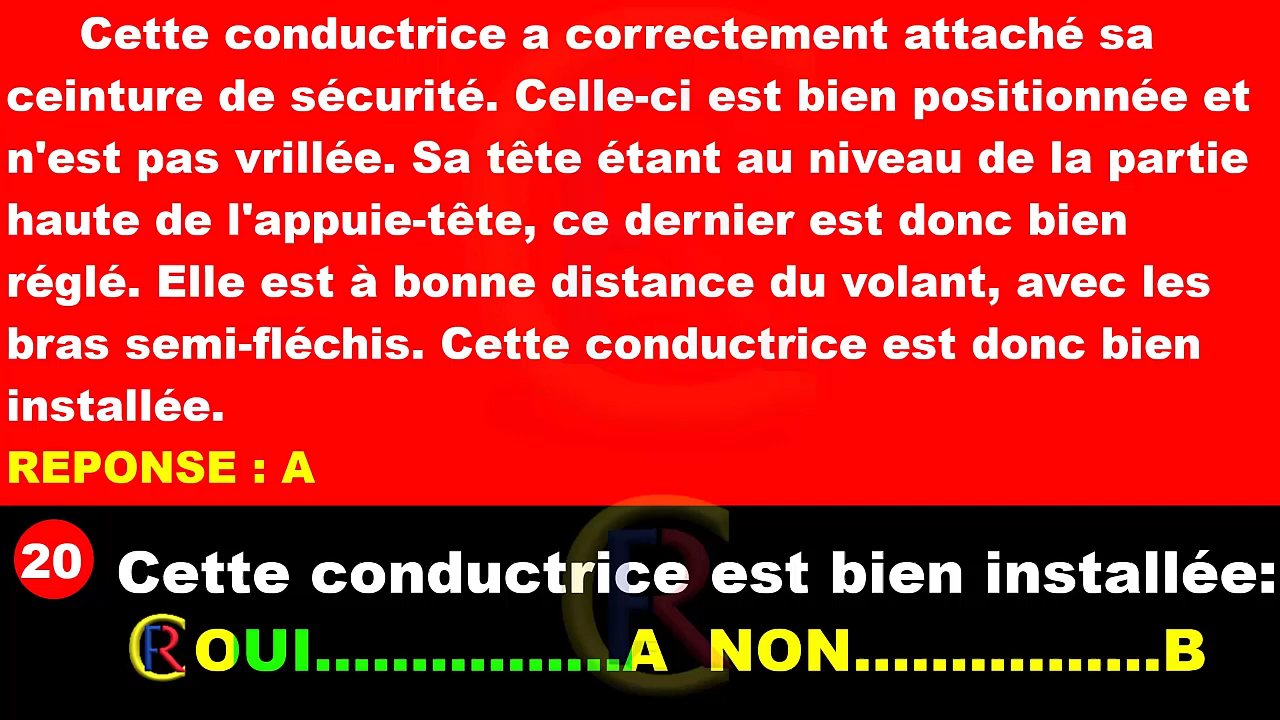 Cette conductrice a correctement attaché sa
ceinture de sécurité. Celle-ci est bien positionnée et
n'est pas vrillée. Sa tête étant au niveau de la partie
haute de l'appuie-tête, ce dernier est donc bien
réglé. Elle est à bonne distance du volant, avec les
bras semi-fléchis. Cette conductrice est donc bien
installée.
REPONSE : A
20 Cette conductrice est bien installée:
CFR OUI................A NON...............B